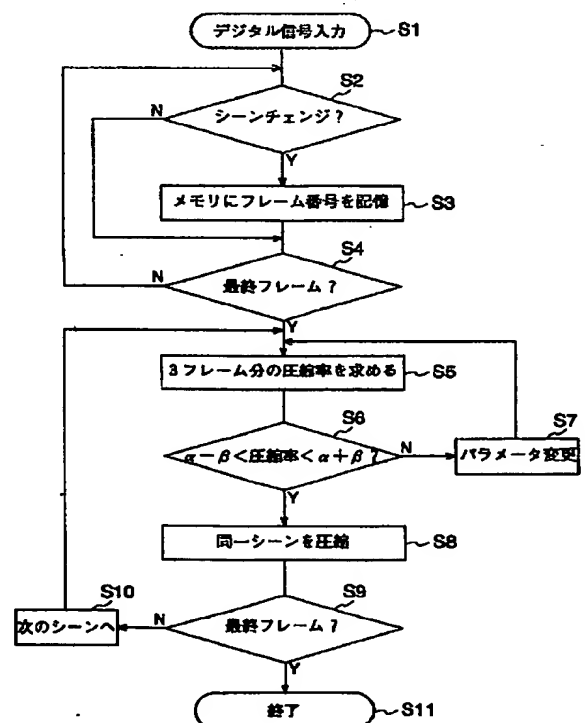 デジタル信号入力 S1
S2
シーンチェンジ？
N
Y
メモリにフレーム番号を記憶 S3
S4
最終フレーム？
N
Y
3フレーム分の圧縮率を求める S5
S6
α－β＜圧縮率＜α＋β？
N
Y
S7
パラメータ変更
同一シーンを圧縮 S8
S9
最終フレーム？
N
Y
S10
次のシーンへ
終了 S11